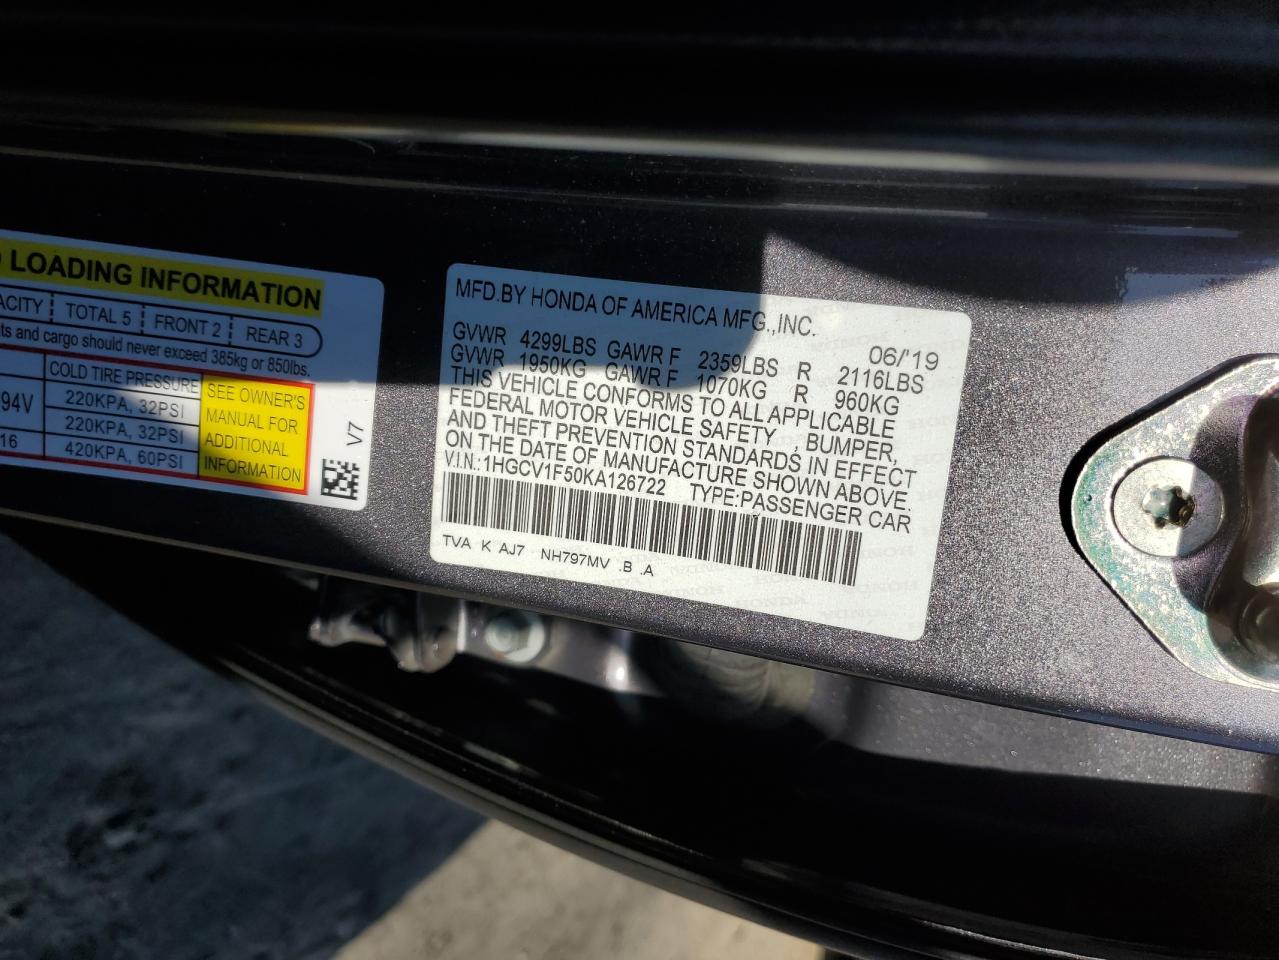 LOADING INFORMATION
ACITY TOTAL 5 FRONT 2 REAR 3
and cargo should never exceed 385kg or 850lbs.
COLD TIRE PRESSURE
94V 220KPA, 32PSI
220KPA, 32PSI
16 420KPA, 60PSI
SEE OWNER'S
MANUAL FOR
ADDITIONAL
INFORMATION
V7
MFD.BY HONDA OF AMERICA MFG.,INC.
06/'19
GVWR 4299LBS GAWR F 2359LBS R 2116LBS
GVWR 1950KG GAWR F 1070KG R 960KG
THIS VEHICLE CONFORMS TO ALL APPLICABLE
FEDERAL MOTOR VEHICLE SAFETY, BUMPER,
AND THEFT PREVENTION STANDARDS IN EFFECT
ON THE DATE OF MANUFACTURE SHOWN ABOVE.
V.I.N.:1HGCV1F50KA126722 TYPE:PASSENGER CAR
TVA K AJ7 NH797MV .B .A